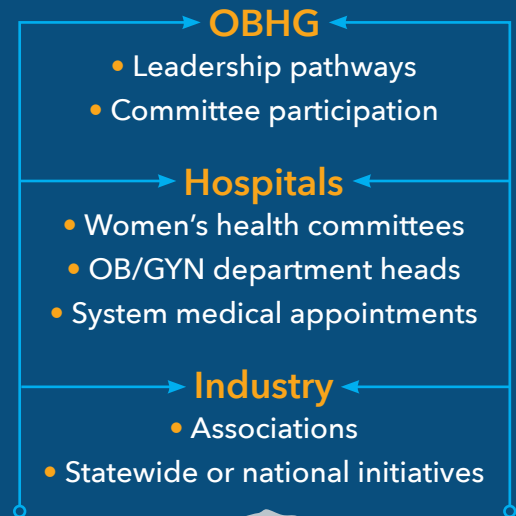 OBHG
• Leadership pathways
• Committee participation
Hospitals
• Women’s health committees
• OB/GYN department heads
• System medical appointments
Industry
• Associations
• Statewide or national initiatives